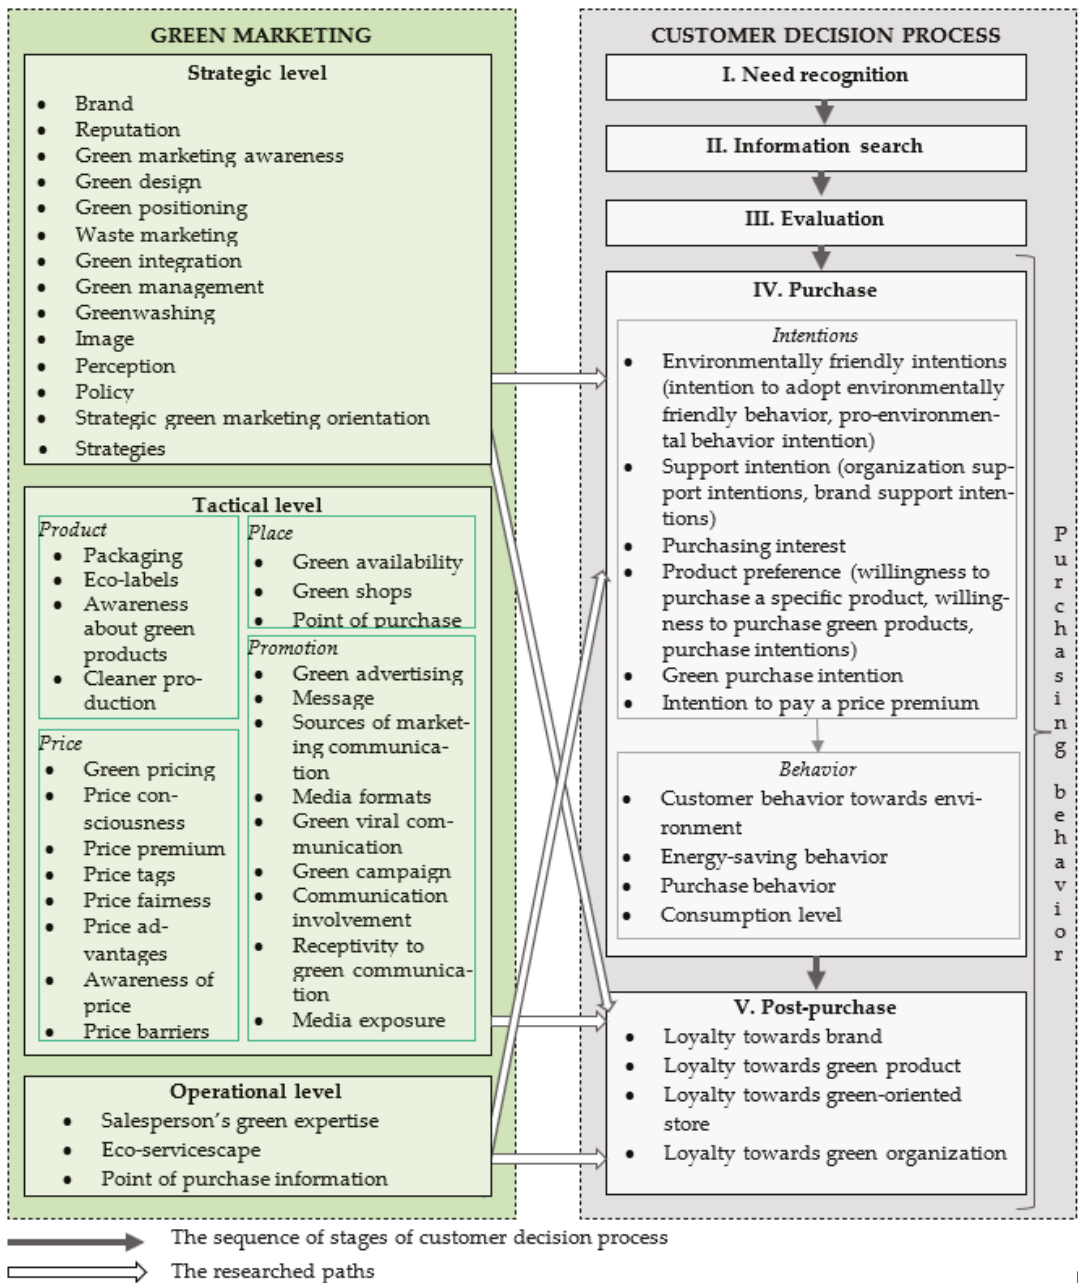 GREEN MARKETING
Strategic level
• Brand
• Reputation
• Green marketing awareness
• Green design
• Green positioning
• Waste marketing
• Green integration
• Green management
• Greenwashing
• Image
• Perception
• Policy
• Strategic green marketing orientation
• Strategies
Tactical level
Product
• Packaging
• Eco-labels
• Awareness
about green
products
• Cleaner pro-
duction
Price
• Green pricing
• Price con-
sciousness
• Price premium
• Price tags
• Price fairness
• Price ad-
vantages
• Awareness of
price
• Price barriers
Place
• Green availability
• Green shops
• Point of purchase
Promotion
• Green advertising
• Message
• Sources of market-
ing communica-
tion
• Media formats
• Green viral com-
munication
• Green campaign
• Communication
involvement
• Receptivity to
green communica-
tion
• Media exposure
Operational level
• Salesperson's green expertise
• Eco-servicescape
• Point of purchase information
CUSTOMER DECISION PROCESS
I. Need recognition
II. Information search
III. Evaluation
IV. Purchase
Intentions
• Environmentally friendly intentions
(intention to adopt environmentally
friendly behavior, pro-environmen-
tal behavior intention)
• Support intention (organization sup-
port intentions, brand support inten-
tions)
• Purchasing interest
• Product preference (willingness to
purchase a specific product, willing-
ness to purchase green products,
purchase intentions)
• Green purchase intention
• Intention to pay a price premium
Behavior
• Customer behavior towards envi-
ronment
• Energy-saving behavior
• Purchase behavior
• Consumption level
V. Post-purchase
• Loyalty towards brand
• Loyalty towards green product
• Loyalty towards green-oriented
store
• Loyalty towards green organization
Purchasing behavior
The sequence of stages of customer decision process
The researched paths